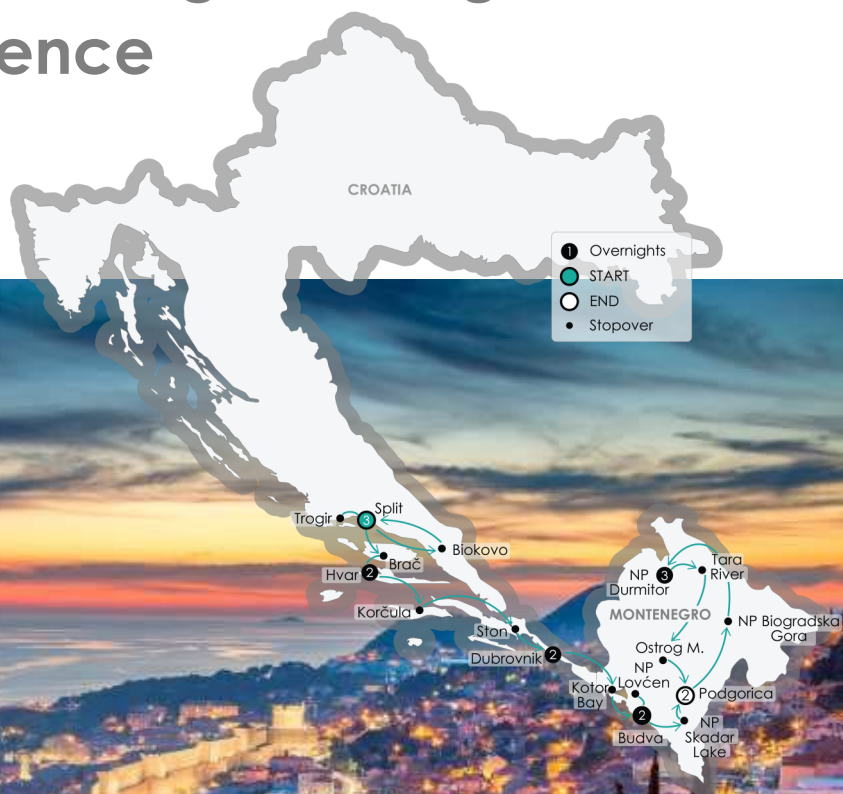 ence
CROATIA
1 Overnights
START
END
Stopover
Trogir
3
Split
Biokovo
Brač
Hvar
2
Korčula
Ston
Dubrovnik
2
Kotor
Bay
NP
Lovćen
2
Budva
NP
Skadar
Lake
2
Podgorica
Ostrog M.
MONTENEGRO
NP Biogradska
Gora
NP
Durmitor
3
Tara
River